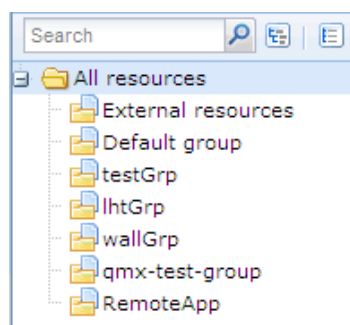 Search
All resources
External resources
Default group
testGrp
lhtGrp
wallGrp
qmx-test-group
RemoteApp